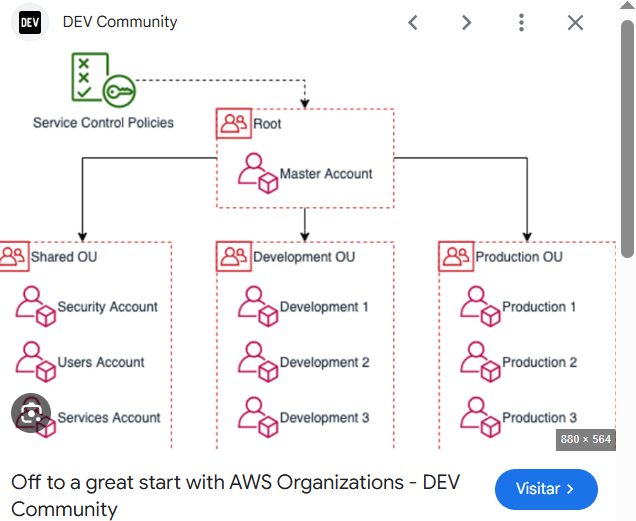 DEV
DEV Community
Service Control Policies
Root
Master Account
Shared OU
Security Account
Users Account
Services Account
Development OU
Development 1
Development 2
Development 3
Production OU
Production 1
Production 2
Production 3
880 × 564
Off to a great start with AWS Organizations - DEV
Community
Visitar